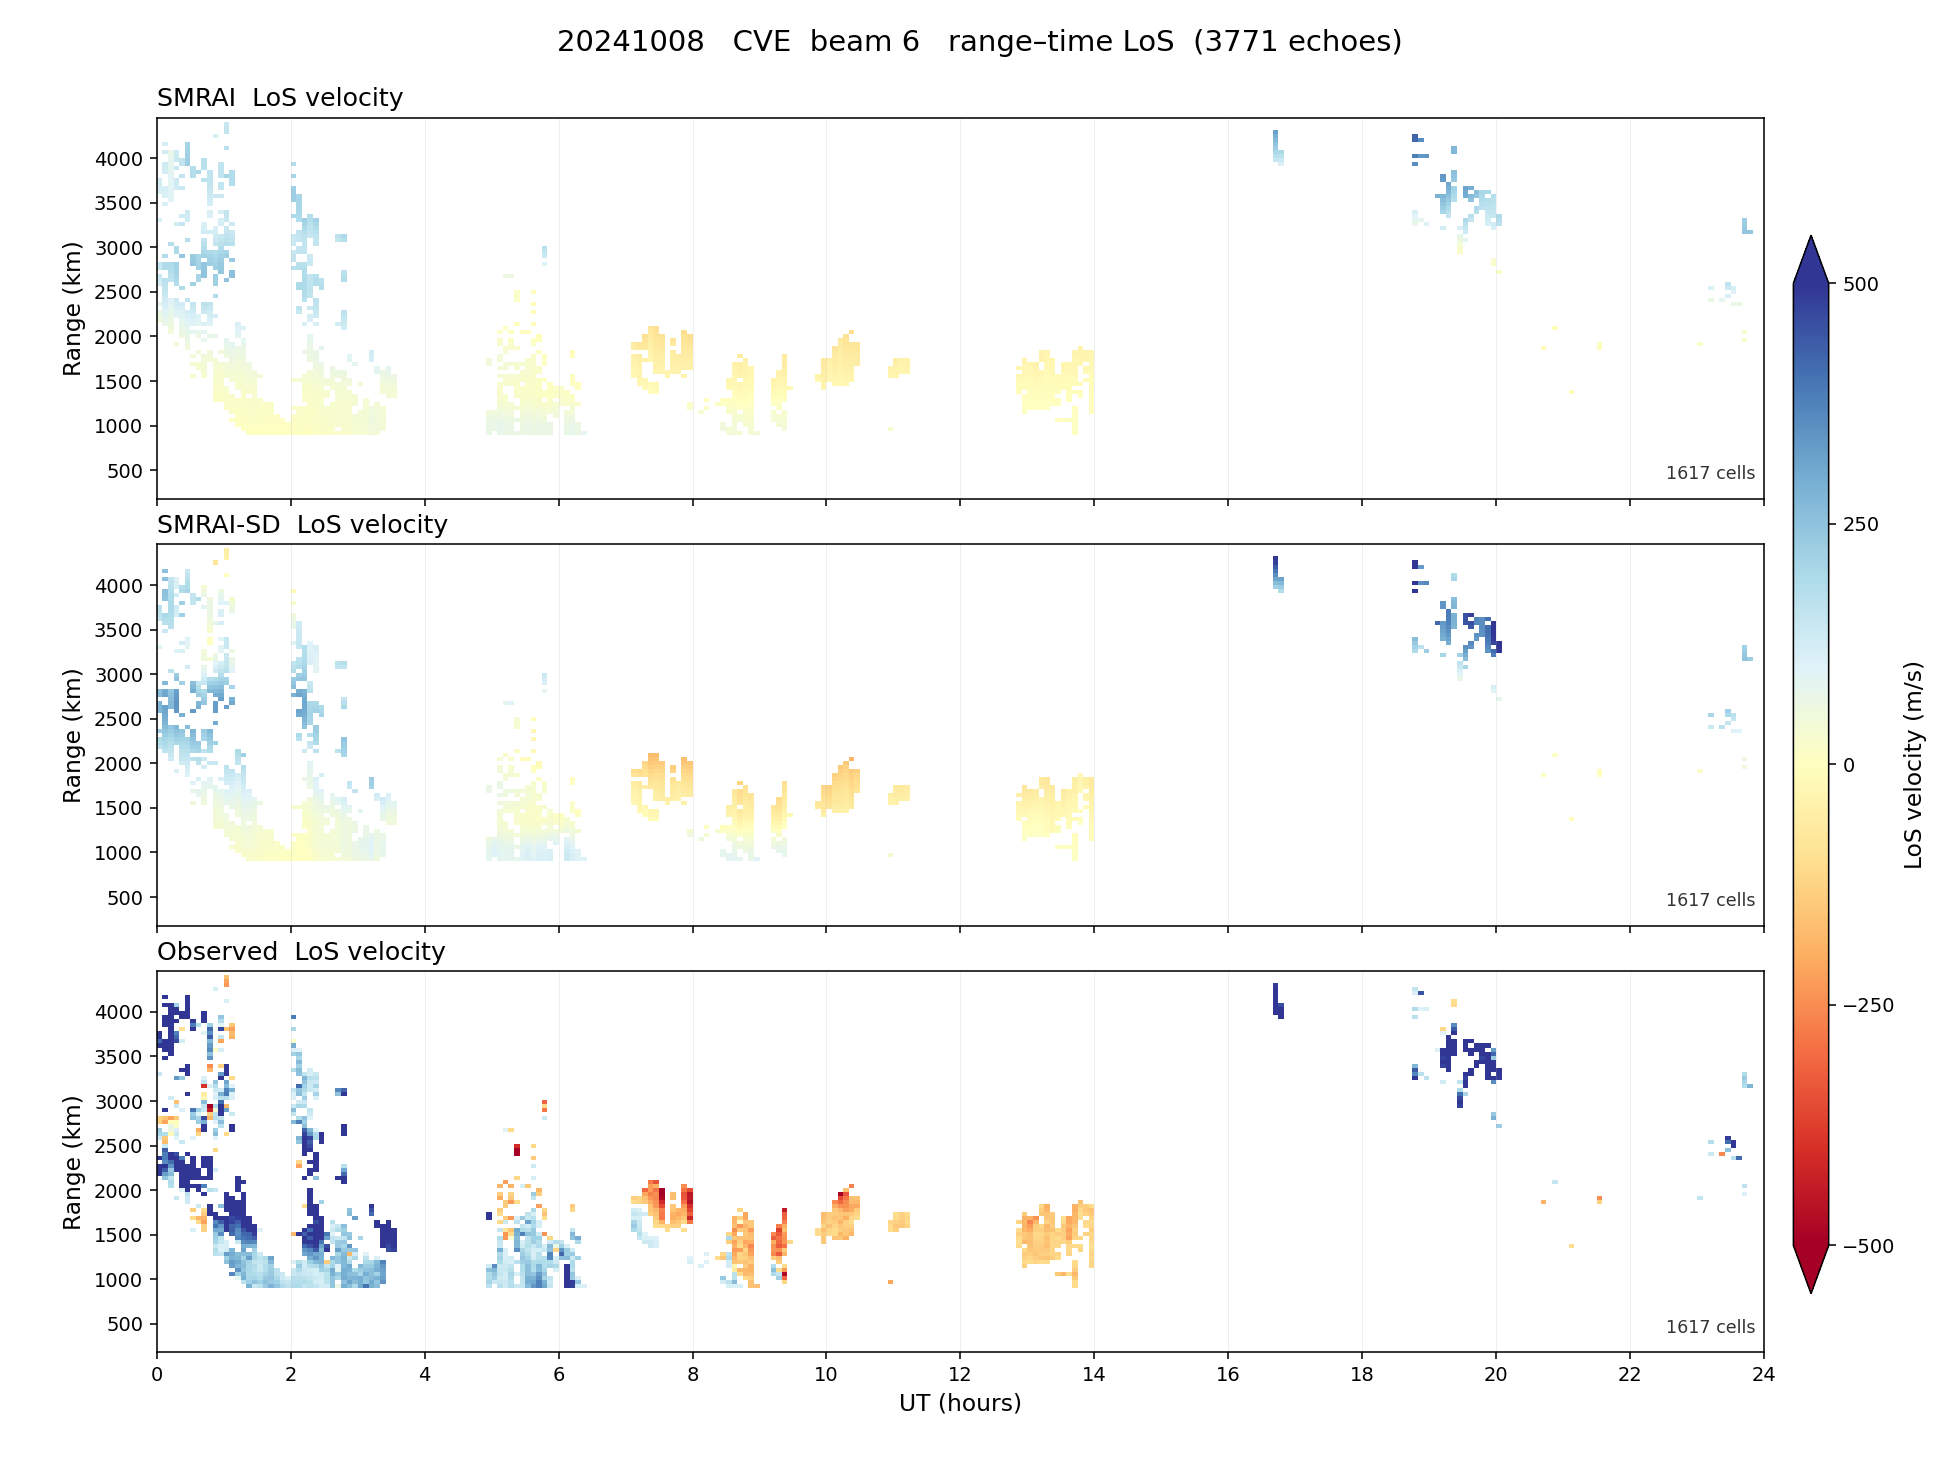 20241008   CVE  beam 6   range–time LoS  (3771 echoes)
SMRAI  LoS velocity
4000
3500
3000
2500
2000
1500
1000
500
Range (km)
1617 cells
SMRAI-SD  LoS velocity
4000
3500
3000
2500
2000
1500
1000
500
Range (km)
1617 cells
Observed  LoS velocity
4000
3500
3000
2500
2000
1500
1000
500
Range (km)
1617 cells
0 2 4 6 8 10 12 14 16 18 20 22 24
UT (hours)
500
250
0
−250
−500
LoS velocity (m/s)